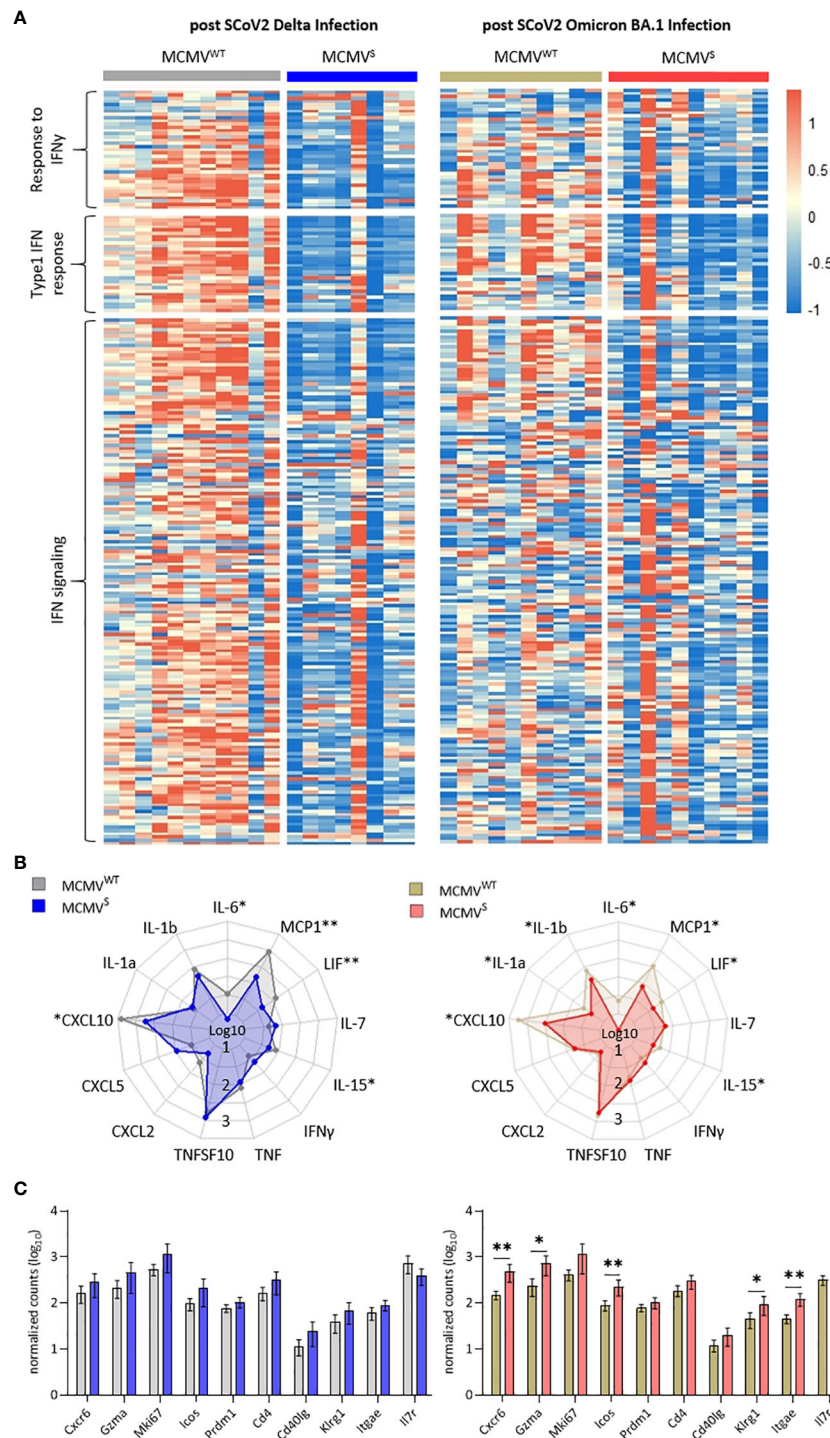 A
post SCoV2 Delta Infection
post SCoV2 Omicron BA.1 Infection
MCMVWT
MCMVS
MCMVWT
MCMVS
Response to
IFNγ
Type1 IFN
response
IFN signaling
1
0.5
0
-0.5
-1
B
MCMVWT
MCMVS
IL-6*
MCP1**
LIF**
IL-7
IL-15*
IFNγ
TNF
TNFSF10
CXCL2
CXCL5
*CXCL10
IL-1a
IL-1b
Log10
1
2
3
MCMVWT
MCMVS
IL-6*
MCP1*
LIF*
IL-7
IL-15*
IFNγ
TNF
TNFSF10
CXCL2
CXCL5
*CXCL10
*IL-1a
*IL-1b
Log10
1
2
3
C
normalized counts (log10)
4
3
2
1
0
Cxcr6
Gzma
Mki67
Icos
Prdm1
Cd4
Cd40lg
Klrg1
Itgae
Il7r
normalized counts (log10)
4
3
2
1
0
**
*
**
*
**
Cxcr6
Gzma
Mki67
Icos
Prdm1
Cd4
Cd40lg
Klrg1
Itgae
Il7r